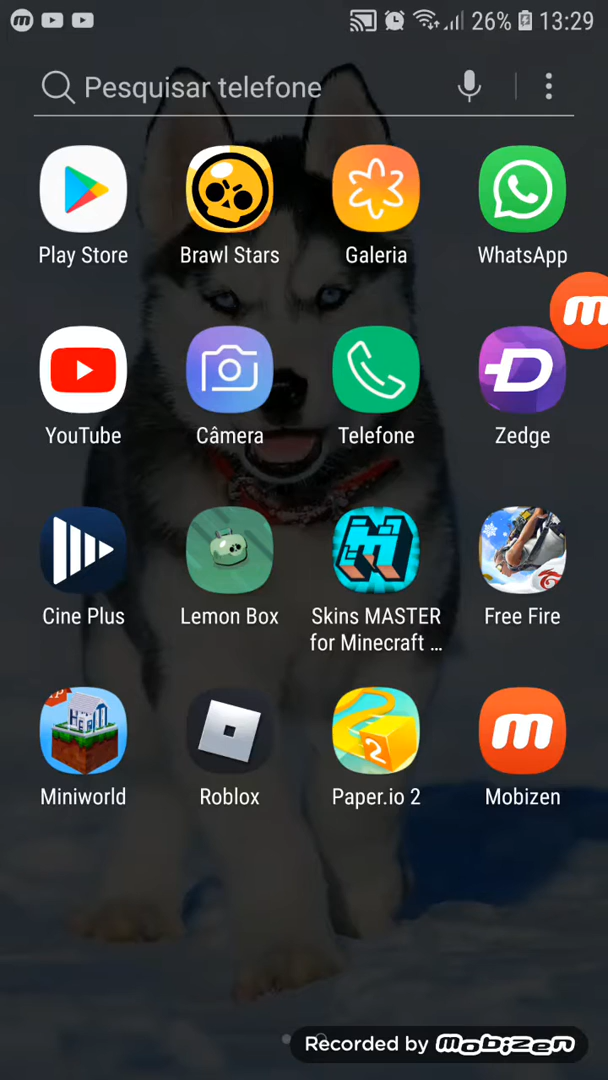 26% 13:29
Pesquisar telefone
Play Store Brawl Stars Galeria WhatsApp
YouTube Câmera Telefone Zedge
Cine Plus Lemon Box Skins MASTER Free Fire
for Minecraft ...
Miniworld Roblox Paper.io 2 Mobizen
Recorded by mobizen